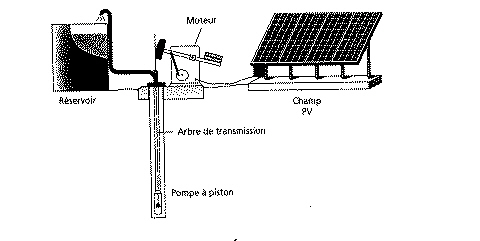 Moteur
Réservoir
Champ
PV
Arbre de transmission
Pompe à piston